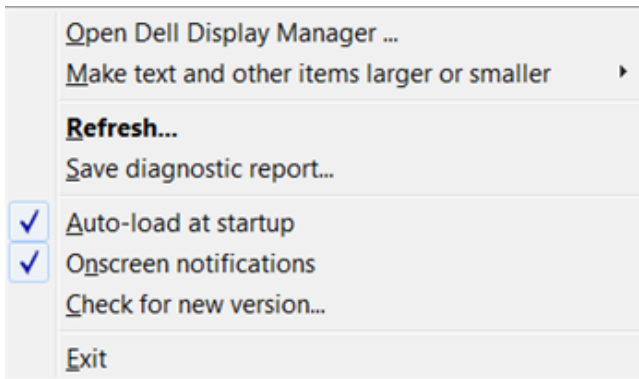 Open Dell Display Manager ...
Make text and other items larger or smaller
Refresh...
Save diagnostic report...
Auto-load at startup
Onscreen notifications
Check for new version...
Exit